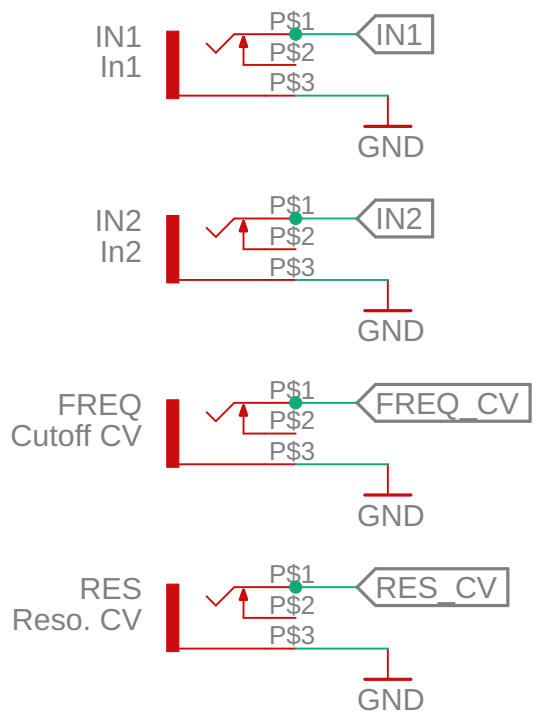 P$1
IN1
IN1
P$2
In1
P$3
GND
P$1
IN2
IN2
P$2
In2
P$3
GND
P$1
FREQ
FREQ_CV
P$2
Cutoff CV
P$3
GND
P$1
RES
RES_CV
P$2
Reso. CV
P$3
GND